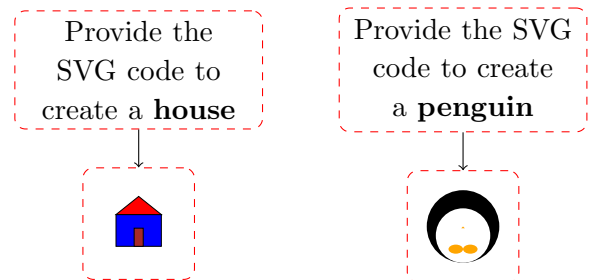 Provide the
SVG code to
create a house
Provide the SVG
code to create
a penguin